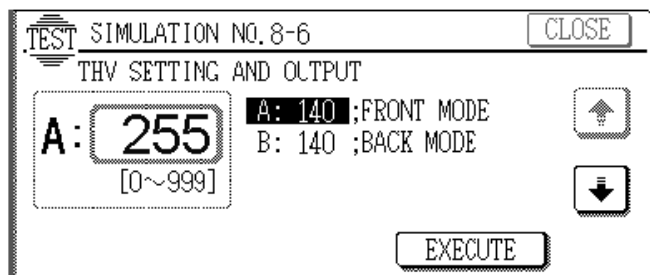 TEST SIMULATION NO.8-6 CLOSE
THV SETTING AND OUTPUT
A: 255
[0~999]
A: 140 ;FRONT MODE
B: 140 ;BACK MODE
EXECUTE